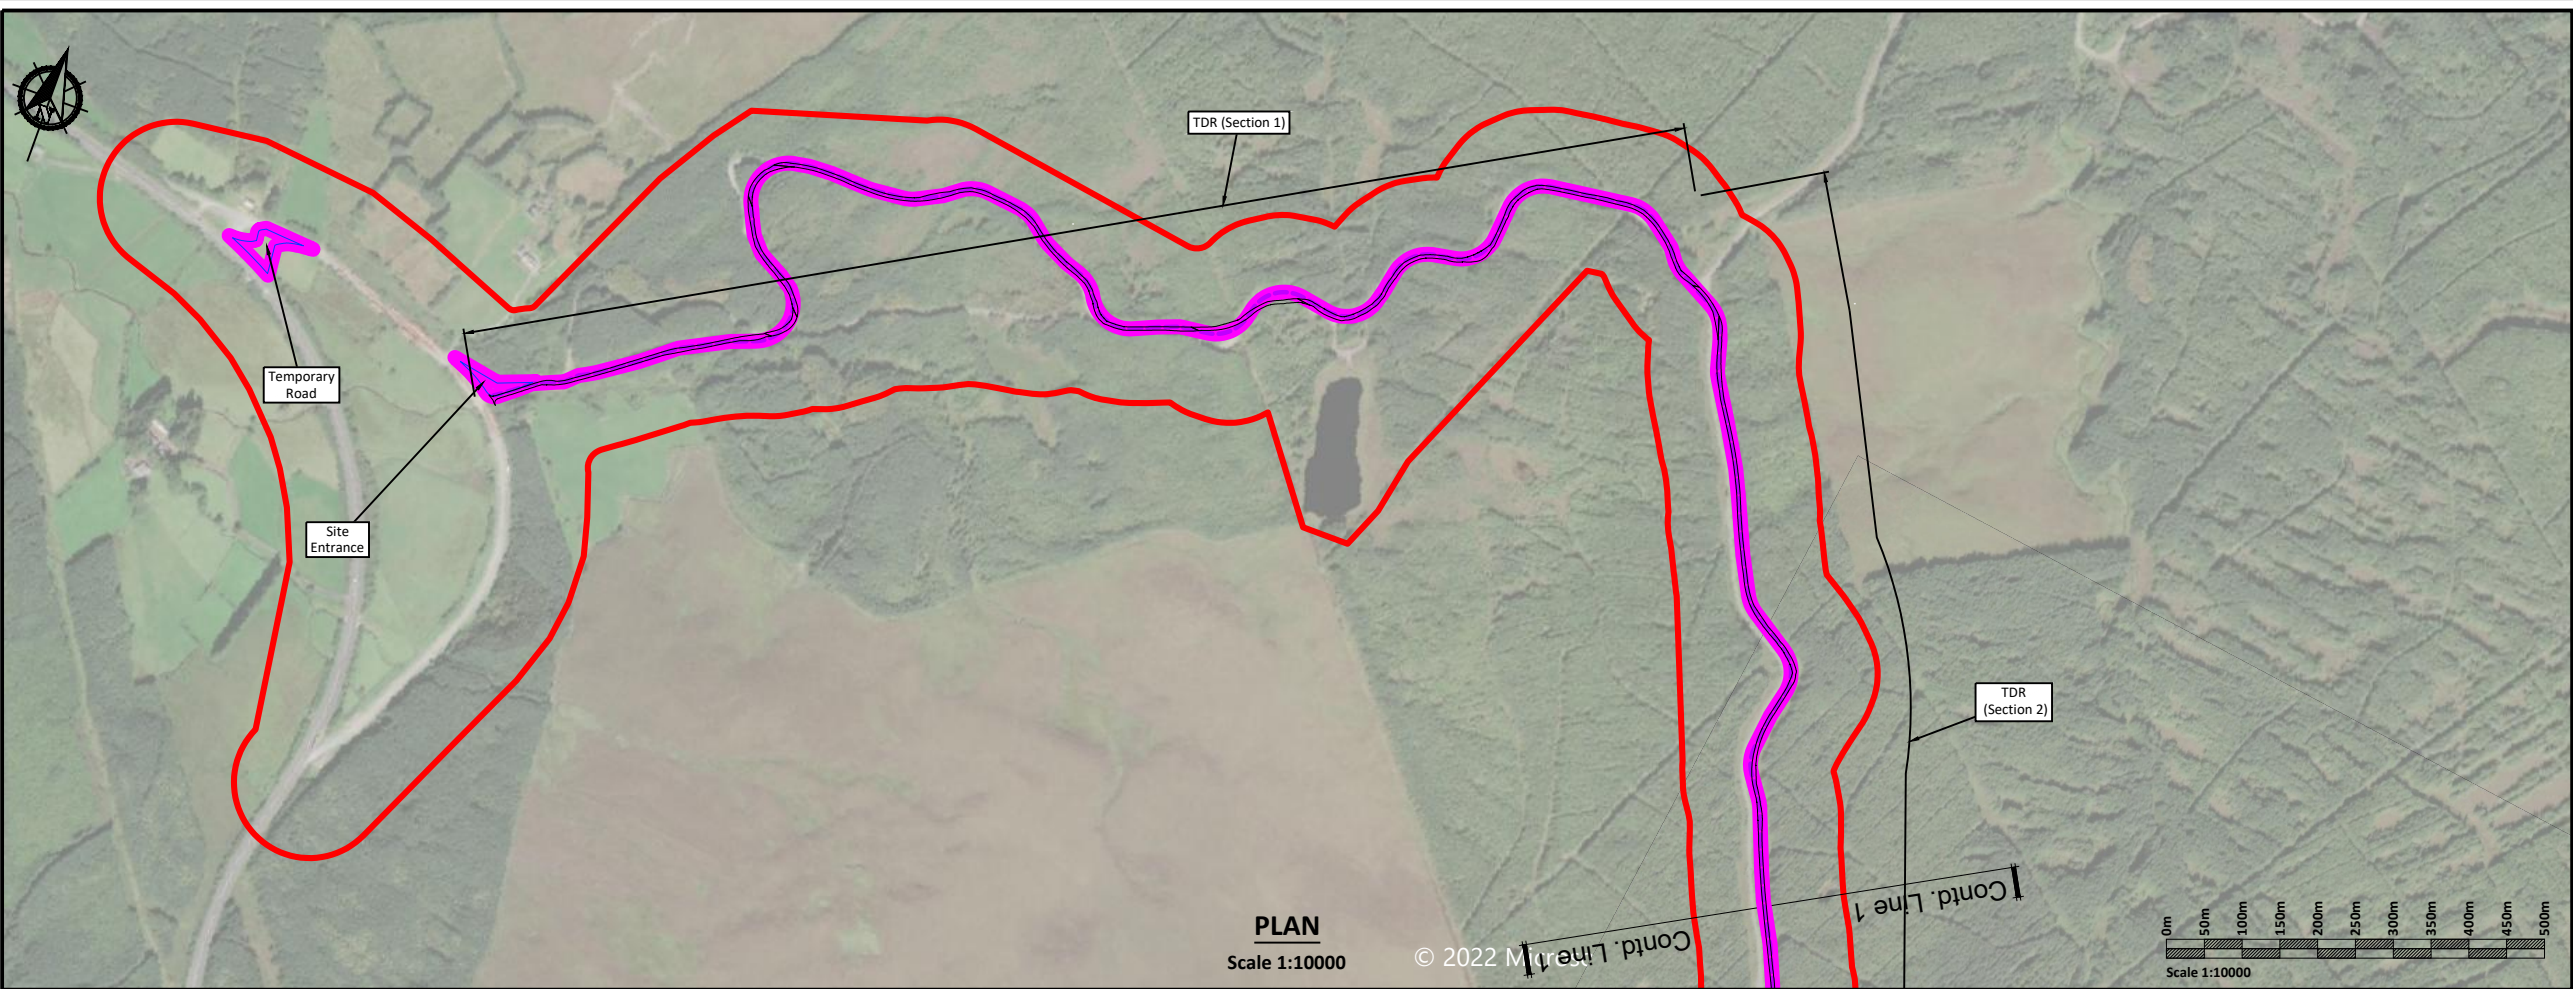 TDR (Section 1)
Temporary
Road
Site
Entrance
TDR
(Section 2)
Contd. Line 1
Contd. Line 1
PLAN
Scale 1:10000
© 2022
0m
50m
100m
150m
200m
250m
300m
350m
400m
450m
500m
Scale 1:10000